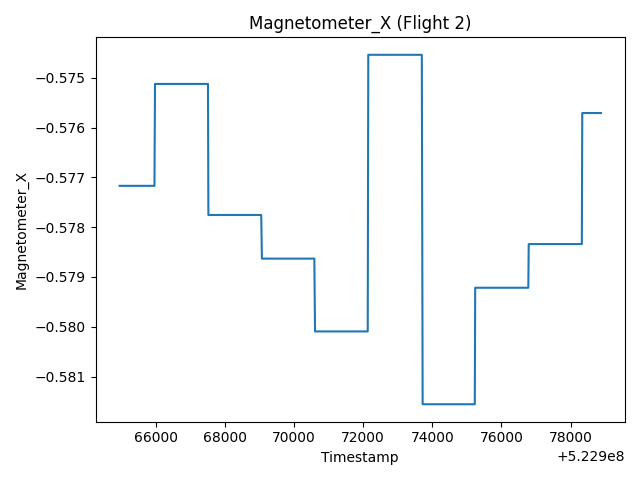 Magnetometer_X (Flight 2)
Magnetometer_X
−0.575
−0.576
−0.577
−0.578
−0.579
−0.580
−0.581
66000 68000 70000 72000 74000 76000 78000
Timestamp
+5.229e8